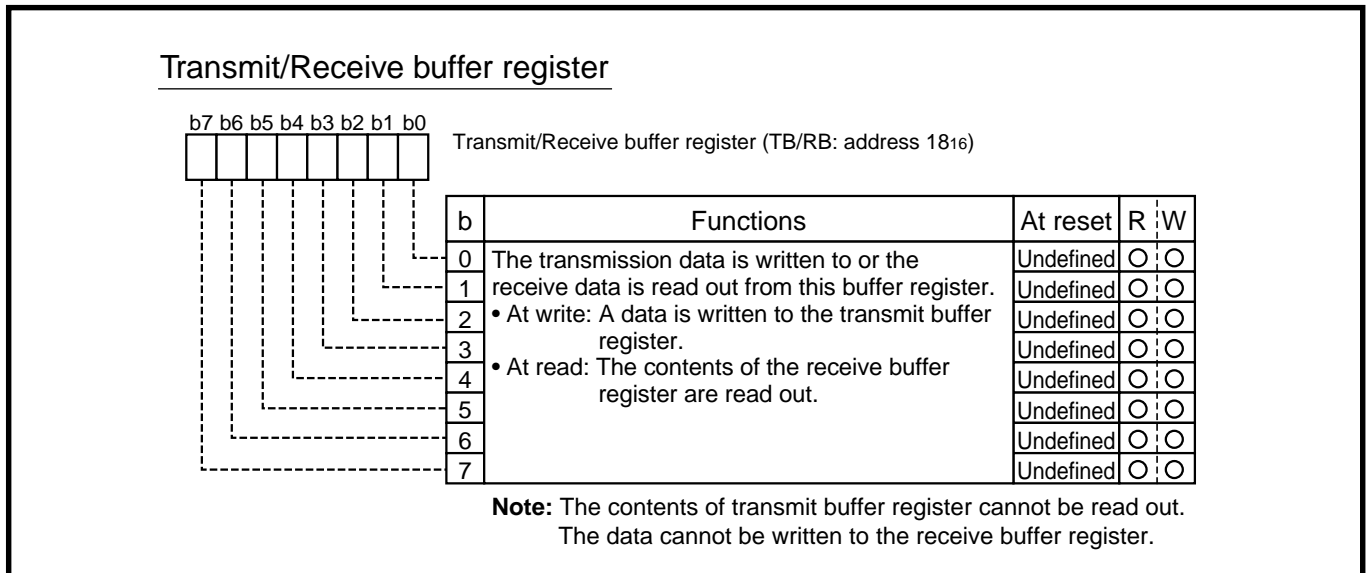 Transmit/Receive buffer register
b7 b6 b5 b4 b3 b2 b1 b0
Transmit/Receive buffer register (TB/RB: address 1816)
b Functions At reset R W
0 The transmission data is written to or the Undefined O O
1 receive data is read out from this buffer register. Undefined O O
2 • At write: A data is written to the transmit buffer Undefined O O
3 register. Undefined O O
4 • At read: The contents of the receive buffer Undefined O O
5 register are read out. Undefined O O
6 Undefined O O
7 Undefined O O
Note: The contents of transmit buffer register cannot be read out.
The data cannot be written to the receive buffer register.